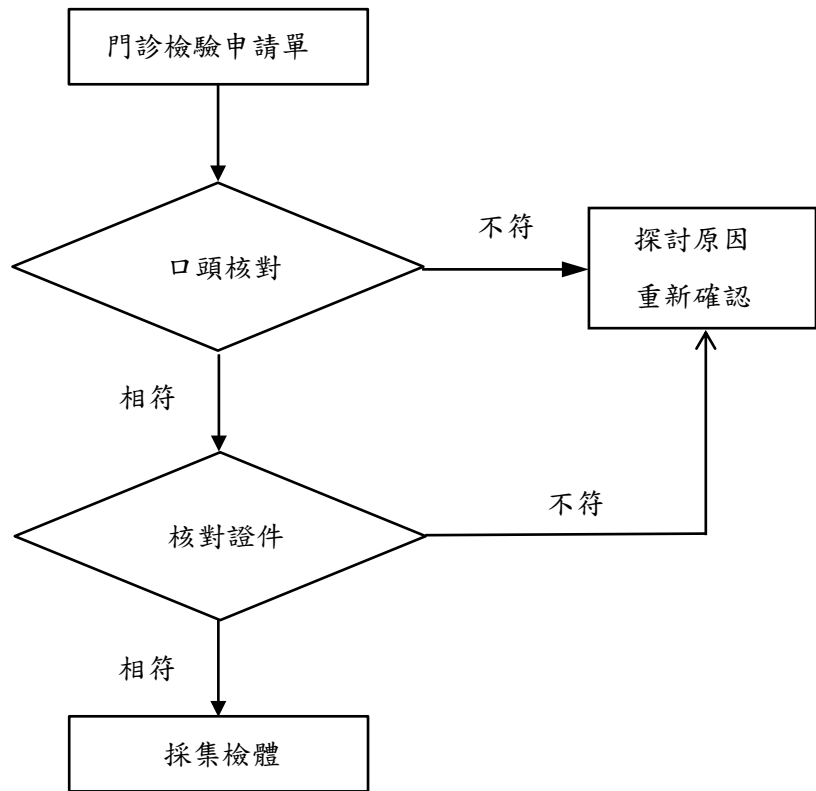 門診檢驗申請單
口頭核對
不符
探討原因
重新確認
相符
核對證件
不符
相符
採集檢體